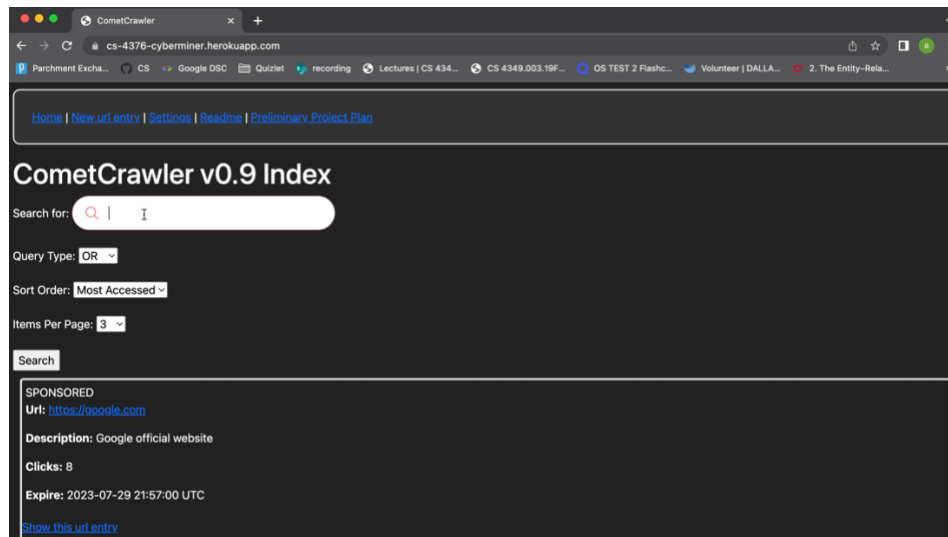 CometCrawler
cs-4376-cyberminer.herokuapp.com
a
Parchment Excha...
CS
Google DSC
Quizlet
recording
Lectures | CS 434...
CS 4349.003.19F...
OS TEST 2 Flashc...
Volunteer | DALLA...
2. The Entity-Rela...
Home | New url entry | Settings | Readme | Preliminary Project Plan
CometCrawler v0.9 Index
Search for:
Query Type: OR
Sort Order: Most Accessed
Items Per Page: 3
Search
SPONSORED
Url: https://google.com
Description: Google official website
Clicks: 8
Expire: 2023-07-29 21:57:00 UTC
Show this url entry